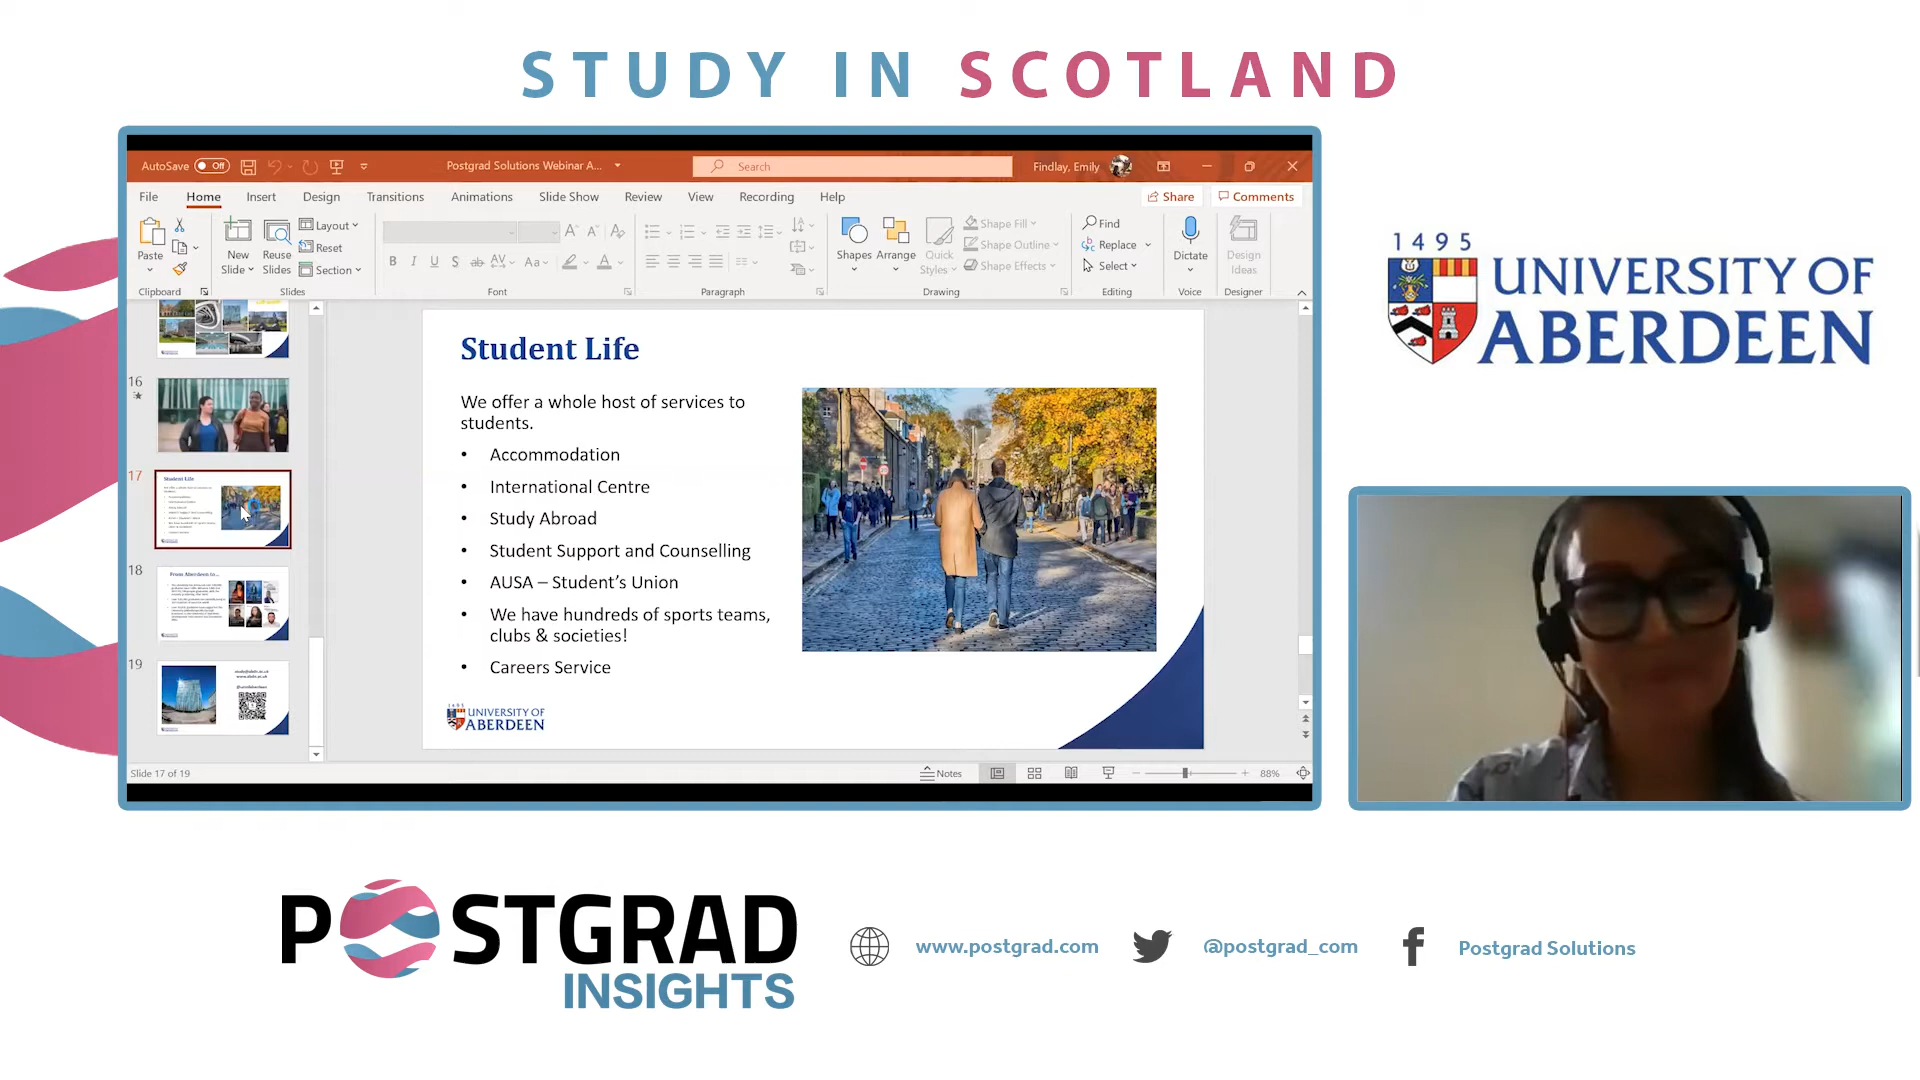 STUDY IN SCOTLAND
AutoSave Off
Postgrad Solutions Webinar A...
Search
Findlay, Emily
File Home Insert Design Transitions Animations Slide Show Review View Recording Help
Share Comments
Paste
New Slide
Reuse Slides
Layout
Reset
Section
Shapes
Arrange
Quick Styles
Shape Fill
Shape Outline
Shape Effects
Find
Replace
Select
Dictate
Design Ideas
Clipboard
Slides
Font
Paragraph
Drawing
Editing
Voice
Designer
16
17
Student Life
18
From Aberdeen to...
19
Student Life
We offer a whole host of services to
students.
• Accommodation
• International Centre
• Study Abroad
• Student Support and Counselling
• AUSA – Student’s Union
• We have hundreds of sports teams,
clubs & societies!
• Careers Service
1495
UNIVERSITY OF
ABERDEEN
Slide 17 of 19
Notes
88%
1495
UNIVERSITY OF
ABERDEEN
POSTGRAD
INSIGHTS
www.postgrad.com
@postgrad_com
Postgrad Solutions